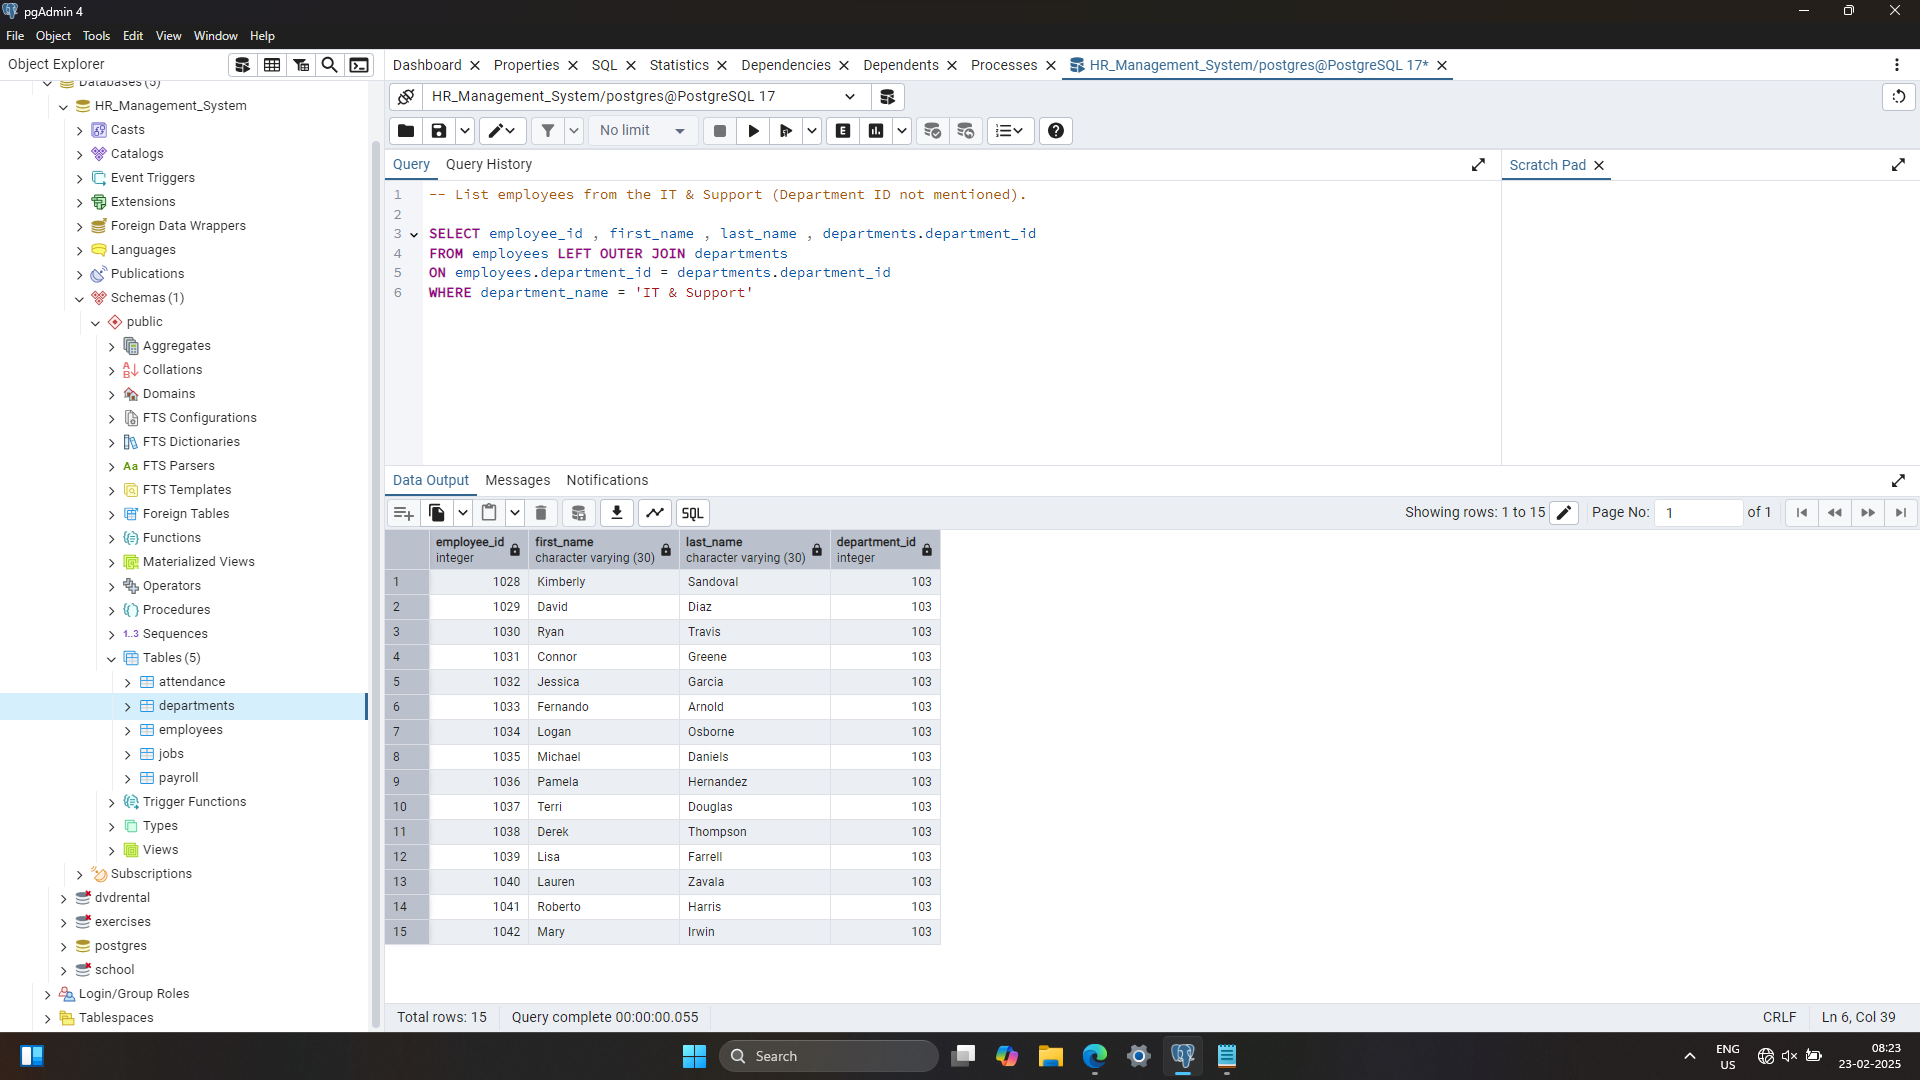 pgAdmin 4
File Object Tools Edit View Window Help
Object Explorer
Databases (5)
HR_Management_System
Casts
Catalogs
Event Triggers
Extensions
Foreign Data Wrappers
Languages
Publications
Schemas (1)
public
Aggregates
Collations
Domains
FTS Configurations
FTS Dictionaries
Aa FTS Parsers
FTS Templates
Foreign Tables
Functions
Materialized Views
Operators
Procedures
1..3 Sequences
Tables (5)
attendance
departments
employees
jobs
payroll
Trigger Functions
Types
Views
Subscriptions
dvdrental
exercises
postgres
school
Login/Group Roles
Tablespaces
Dashboard Properties SQL Statistics Dependencies Dependents Processes HR_Management_System/postgres@PostgreSQL 17*
HR_Management_System/postgres@PostgreSQL 17
No limit E
Query Query History
Scratch Pad
1 -- List employees from the IT & Support (Department ID not mentioned).
2
3 SELECT employee_id , first_name , last_name , departments.department_id
4 FROM employees LEFT OUTER JOIN departments
5 ON employees.department_id = departments.department_id
6 WHERE department_name = 'IT & Support'
Data Output Messages Notifications
SQL Showing rows: 1 to 15 Page No: 1 of 1
employee_id first_name last_name department_id
integer character varying (30) character varying (30) integer
1 1028 Kimberly Sandoval 103
2 1029 David Diaz 103
3 1030 Ryan Travis 103
4 1031 Connor Greene 103
5 1032 Jessica Garcia 103
6 1033 Fernando Arnold 103
7 1034 Logan Osborne 103
8 1035 Michael Daniels 103
9 1036 Pamela Hernandez 103
10 1037 Terri Douglas 103
11 1038 Derek Thompson 103
12 1039 Lisa Farrell 103
13 1040 Lauren Zavala 103
14 1041 Roberto Harris 103
15 1042 Mary Irwin 103
Total rows: 15 Query complete 00:00:00.055 CRLF Ln 6, Col 39
Search
ENG
US
08:23
23-02-2025